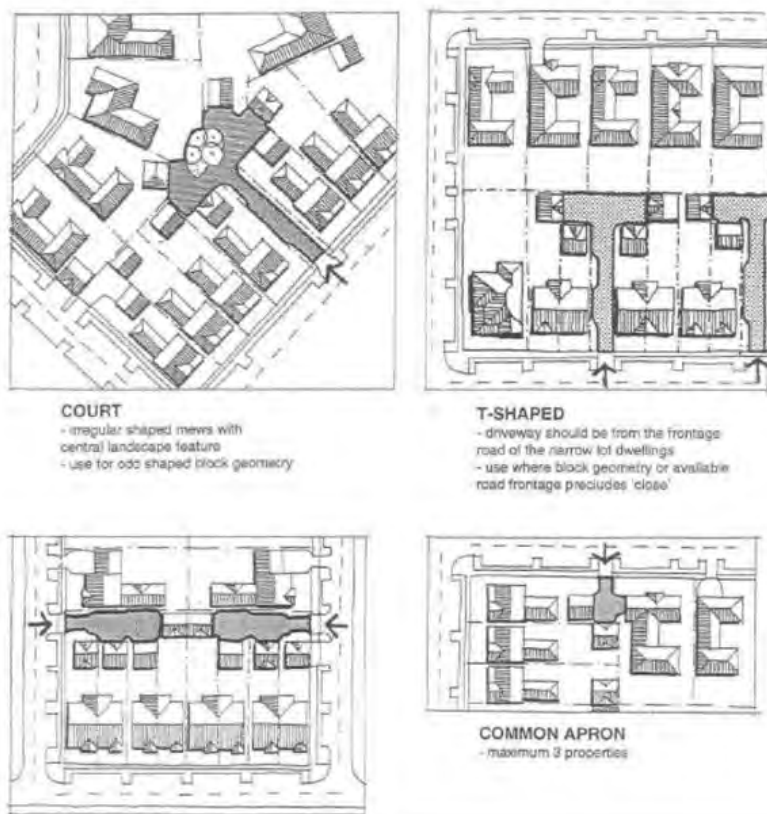 COURT
- irregular shaped mews with
central landscape feature
- use for odd shaped block geometry
T-SHAPED
- driveway should be from the frontage
road of the narrow lot dwellings
- use where block geometry or available
road frontage precludes 'close'
COMMON APRON
- maximum 3 properties